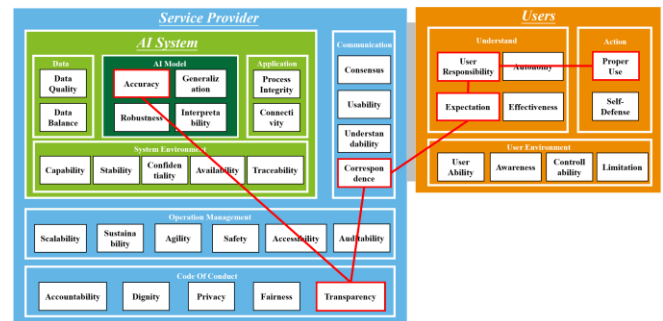 Service Provider
Users
AI System
Data
AI Model
Application
Communication
Understand
Action
Data
Quality
Accuracy
Generaliz
ation
Process
Integrity
Consensus
User
Responsibility
Autonomy
Proper
Use
Data
Balance
Robustness
Interpreta
bility
Connecti
vity
Usability
Expectation
Effectiveness
Self-
Defense
System Environment
Understan
dability
User Environment
Capability
Stability
Confiden
tiality
Availability
Traceability
Correspon
dence
User
Ability
Awareness
Controll
ability
Limitation
Operation Management
Scalability
Sustaina
bility
Agility
Safety
Accessibility
Auditability
Code Of Conduct
Accountability
Dignity
Privacy
Fairness
Transparency